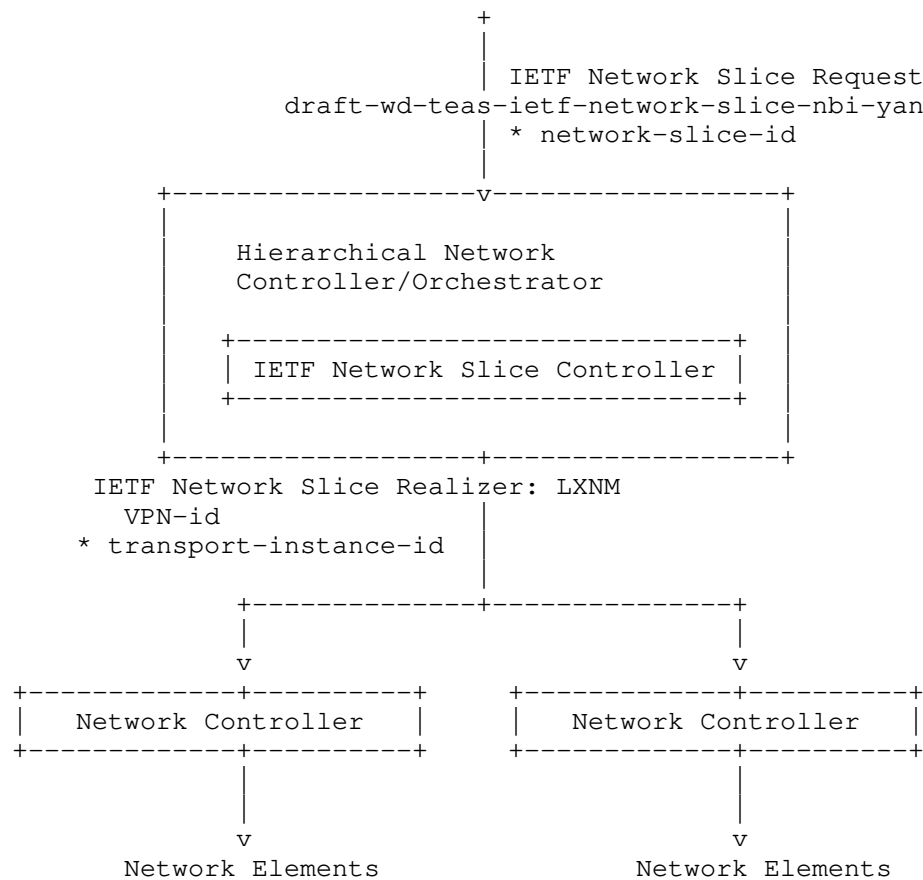 IETF Network Slice Request
draft-wd-teas-ietf-network-slice-nbi-yan
* network-slice-id
Hierarchical Network
Controller/Orchestrator
IETF Network Slice Controller
IETF Network Slice Realizer: LXNM
VPN-id
* transport-instance-id
Network Controller Network Controller
Network Elements Network Elements